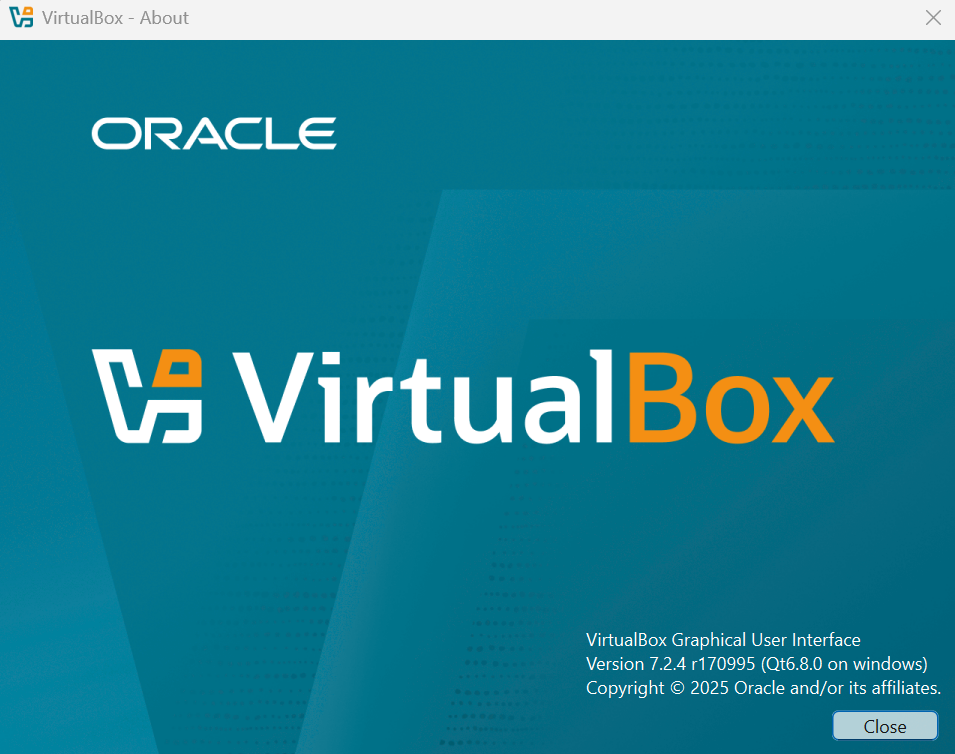 VirtualBox - About
ORACLE
VirtualBox
VirtualBox Graphical User Interface
Version 7.2.4 r170995 (Qt6.8.0 on windows)
Copyright © 2025 Oracle and/or its affiliates.
Close